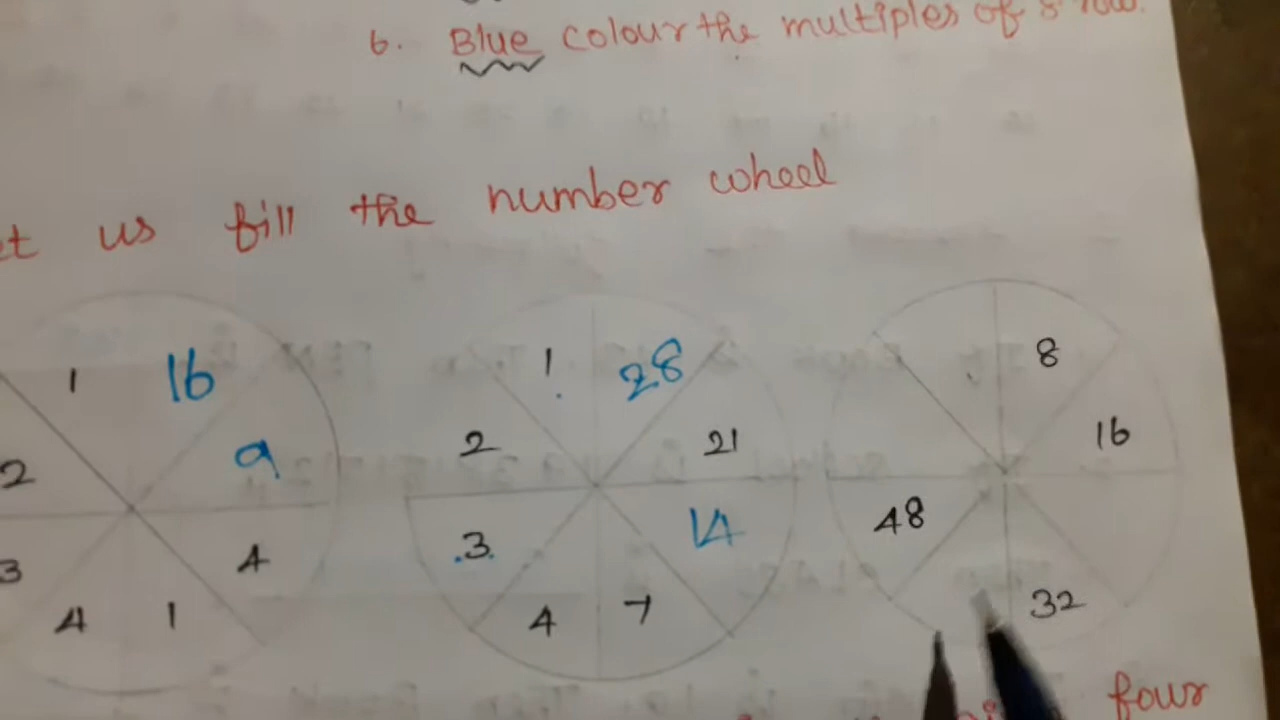 6. Blue colour the multiples of 8
us fill the number wheel
1 16 1 28 8
2 9 2 21 16
3 4 .3. 14 48
4 1 4 7 32
four